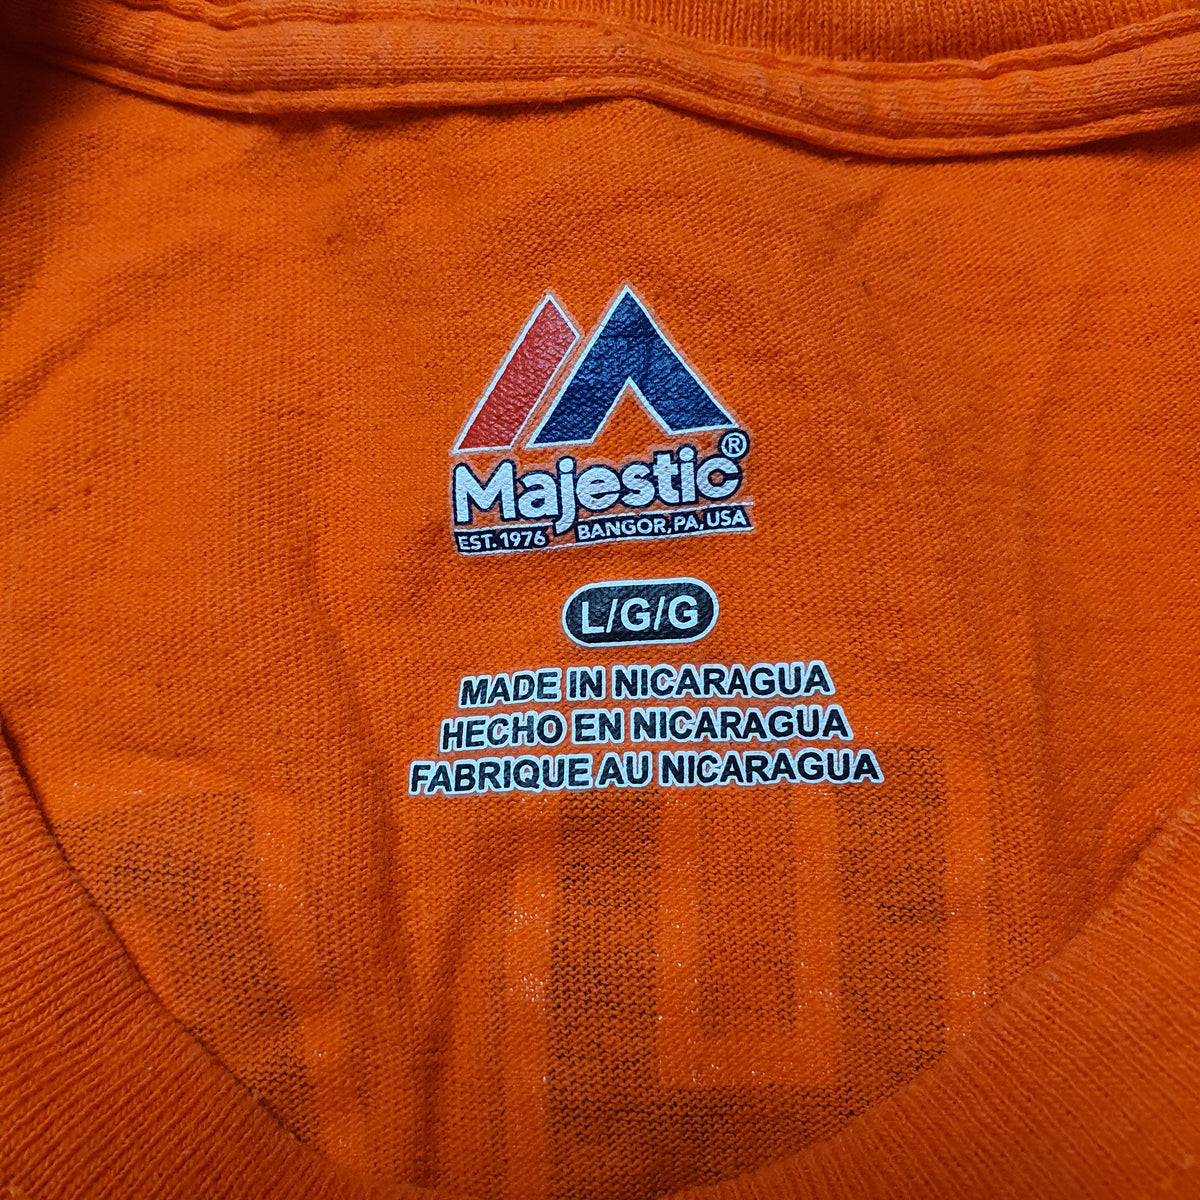 Majestic®
EST. 1976 BANGOR, PA, USA
L/G/G
MADE IN NICARAGUA
HECHO EN NICARAGUA
FABRIQUE AU NICARAGUA